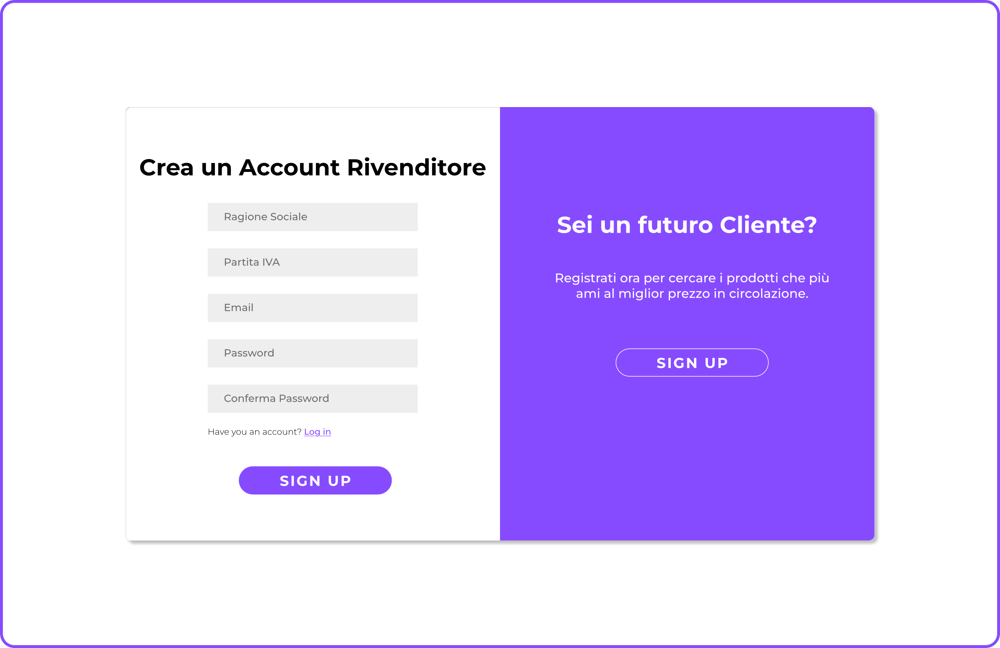 Crea un Account Rivenditore
Ragione Sociale
Partita IVA
Email
Password
Conferma Password
Have you an account? Log in
SIGN UP
Sei un futuro Cliente?
Registrati ora per cercare i prodotti che più
ami al miglior prezzo in circolazione.
SIGN UP